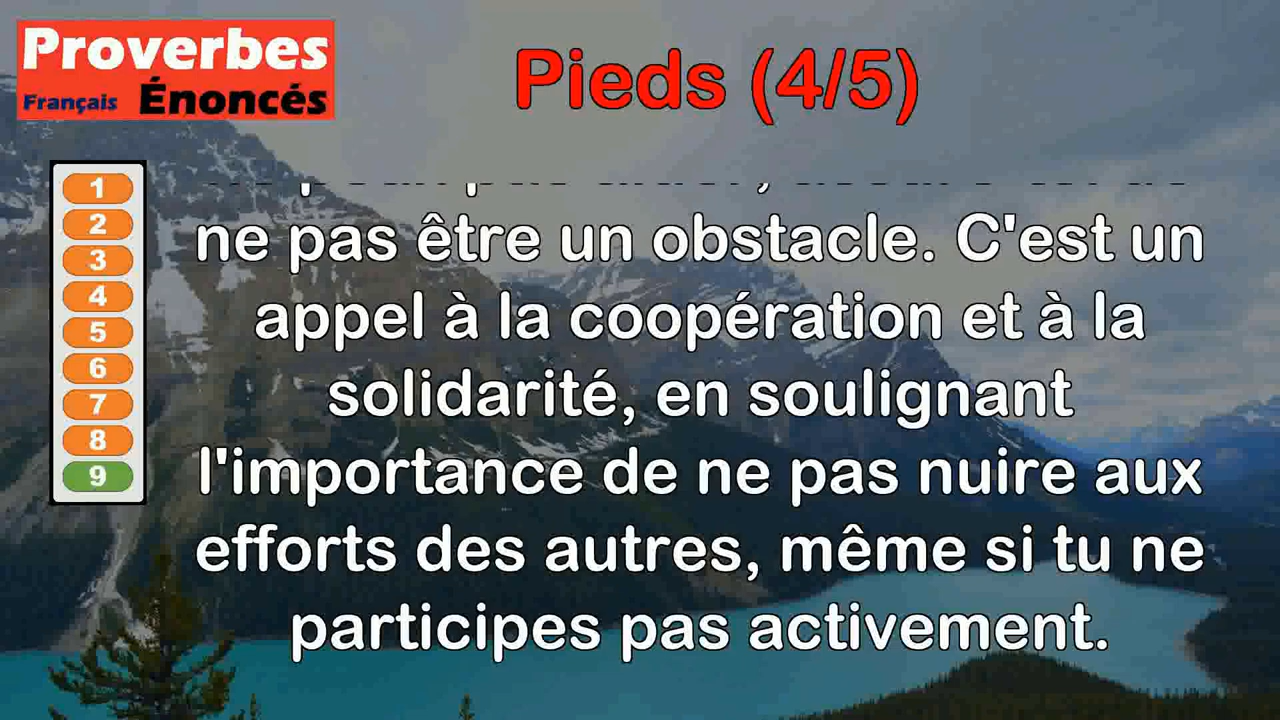 Proverbes
Français Énoncés
Pieds (4/5)
1
2
3
4
5
6
7
8
9
ne pas être un obstacle. C'est un
appel à la coopération et à la
solidarité, en soulignant
l'importance de ne pas nuire aux
efforts des autres, même si tu ne
participes pas activement.